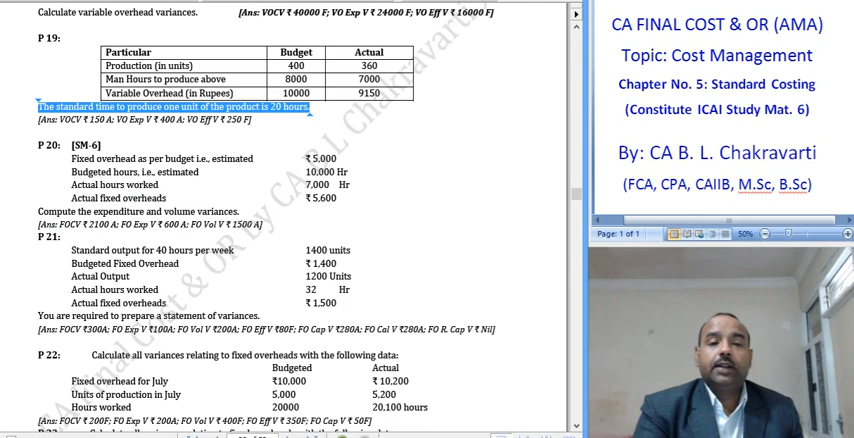 Calculate variable overhead variances. [Ans: VOCV ₹ 40000 F; VO Exp V ₹ 24000 F; VO Eff V ₹ 16000 F]
P 19:
Particular Budget Actual
Production (in units) 400 360
Man Hours to produce above 8000 7000
Variable Overhead (in Rupees) 10000 9150
The standard time to produce one unit of the product is 20 hours.
[Ans: VOCV ₹ 150 A; VO Exp V ₹ 400 A; VO Eff V ₹ 250 F]
P 20: [SM-6]
Fixed overhead as per budget i.e., estimated ₹ 5,000
Budgeted hours, i.e., estimated 10,000 Hr
Actual hours worked 7,000 Hr
Actual fixed overheads ₹ 5,600
Compute the expenditure and volume variances.
[Ans: FOCV ₹ 2100 A; FO Exp V ₹ 600 A; FO Vol V ₹ 1500 A]
P 21:
Standard output for 40 hours per week 1400 units
Budgeted Fixed Overhead ₹ 1,400
Actual Output 1200 Units
Actual hours worked 32 Hr
Actual fixed overheads ₹ 1,500
You are required to prepare a statement of variances.
[Ans: FOCV ₹300A; FO Exp V ₹100A; FO Vol V ₹200A; FO Eff V ₹80F; FO Cap V ₹280A; FO Cal V ₹280A; FO R. Cap V ₹ Nil]
P 22: Calculate all variances relating to fixed overheads with the following data:
Budgeted Actual
Fixed overhead for July ₹10,000 ₹ 10,200
Units of production in July 5,000 5,200
Hours worked 20000 20,100 hours
[Ans: FOCV ₹ 200F; FO Exp V ₹ 200A; FO Vol V ₹ 400F; FO Eff V ₹ 350F; FO Cap V ₹ 50F]
CA Final Cost & OR by CA B L Chakravarti
CA FINAL COST & OR (AMA)
Topic: Cost Management
Chapter No. 5: Standard Costing
(Constitute ICAI Study Mat. 6)
By: CA B. L. Chakravarti
(FCA, CPA, CAIIB, M.Sc, B.Sc)
Page: 1 of 1 50%